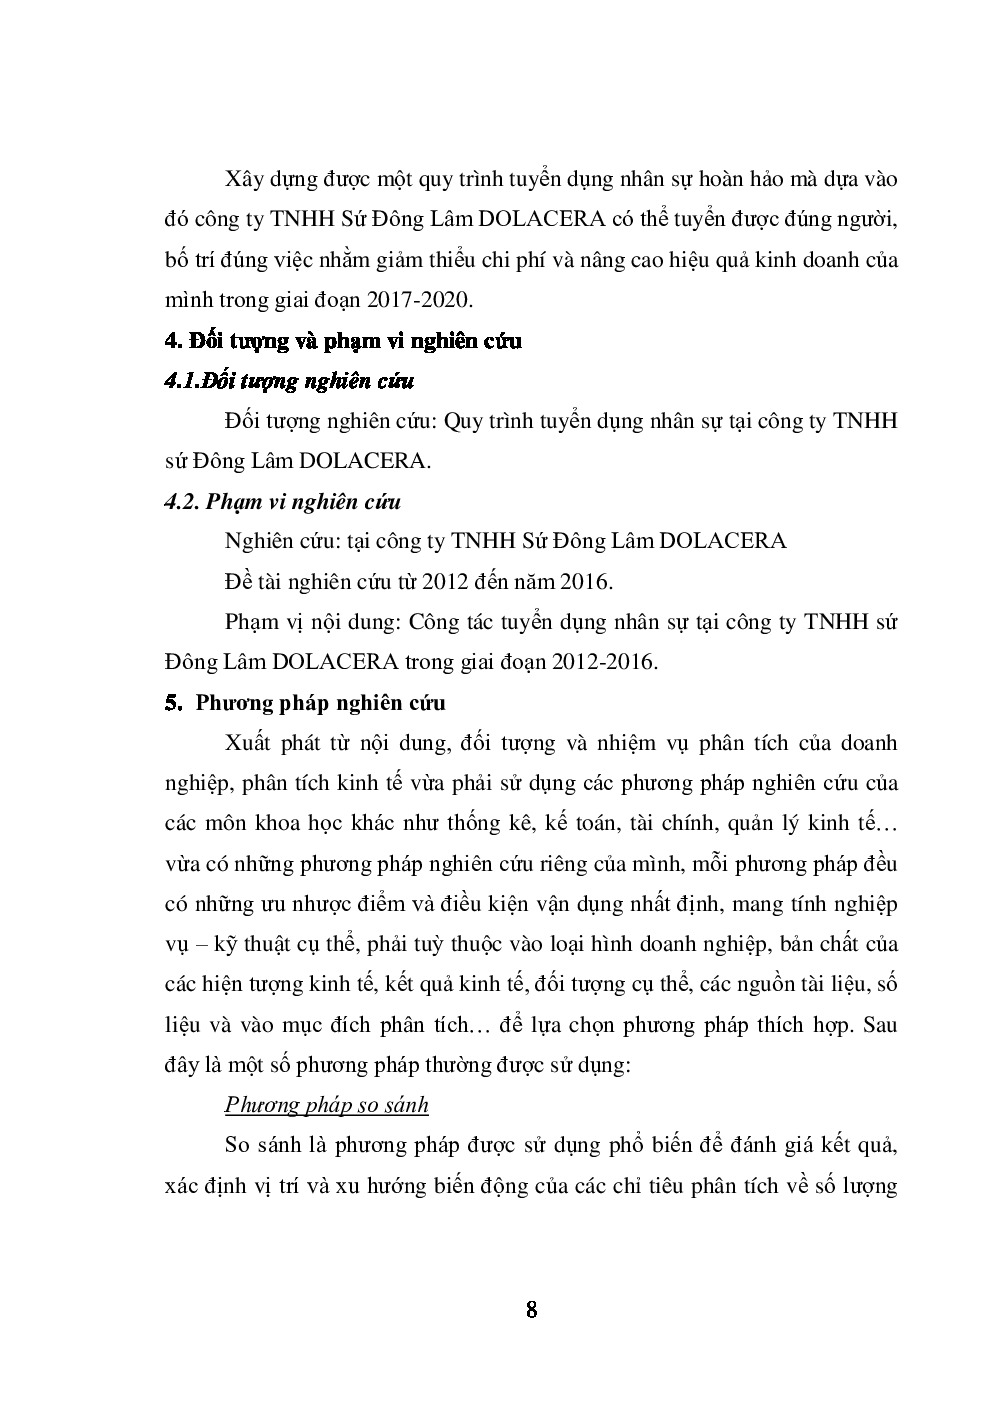 Xây dựng được một quy trình tuyển dụng nhân sự hoàn hảo mà dựa vào
đó công ty TNHH Sứ Đông Lâm DOLACERA có thể tuyển được đúng người,
bố trí đúng việc nhằm giảm thiểu chi phí và nâng cao hiệu quả kinh doanh của
mình trong giai đoạn 2017-2020.
4. Đối tượng và phạm vi nghiên cứu
4.1.Đối tượng nghiên cứu
Đối tượng nghiên cứu: Quy trình tuyển dụng nhân sự tại công ty TNHH
sứ Đông Lâm DOLACERA.
4.2. Phạm vi nghiên cứu
Nghiên cứu: tại công ty TNHH Sứ Đông Lâm DOLACERA
Đề tài nghiên cứu từ 2012 đến năm 2016.
Phạm vị nội dung: Công tác tuyển dụng nhân sự tại công ty TNHH sứ
Đông Lâm DOLACERA trong giai đoạn 2012-2016.
5. Phương pháp nghiên cứu
Xuất phát từ nội dung, đối tượng và nhiệm vụ phân tích của doanh
nghiệp, phân tích kinh tế vừa phải sử dụng các phương pháp nghiên cứu của
các môn khoa học khác như thống kê, kế toán, tài chính, quản lý kinh tế…
vừa có những phương pháp nghiên cứu riêng của mình, mỗi phương pháp đều
có những ưu nhược điểm và điều kiện vận dụng nhất định, mang tính nghiệp
vụ – kỹ thuật cụ thể, phải tuỳ thuộc vào loại hình doanh nghiệp, bản chất của
các hiện tượng kinh tế, kết quả kinh tế, đối tượng cụ thể, các nguồn tài liệu, số
liệu và vào mục đích phân tích… để lựa chọn phương pháp thích hợp. Sau
đây là một số phương pháp thường được sử dụng:
Phương pháp so sánh
So sánh là phương pháp được sử dụng phổ biến để đánh giá kết quả,
xác định vị trí và xu hướng biến động của các chỉ tiêu phân tích về số lượng
8